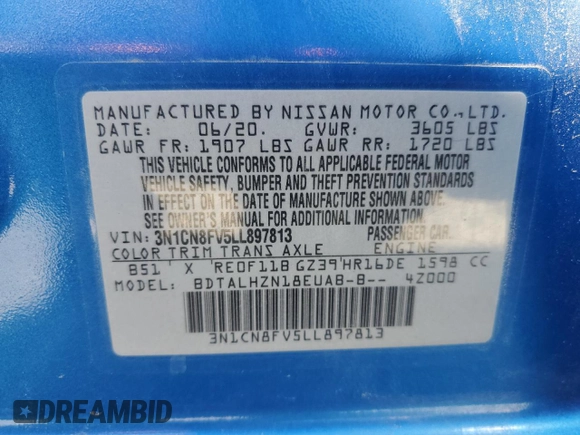 MANUFACTURED BY NISSAN MOTOR CO., LTD.
DATE: 06/20. GVWR: 3605 LBS
GAWR FR: 1907 LBS GAWR RR: 1720 LBS
THIS VEHICLE CONFORMS TO ALL APPLICABLE FEDERAL MOTOR
VEHICLE SAFETY, BUMPER AND THEFT PREVENTION STANDARDS
IN EFFECT ON THE DATE OF MANUFACTURE SHOWN ABOVE.
SEE OWNER'S MANUAL FOR ADDITIONAL INFORMATION.
VIN: 3N1CN8FV5LL897813 PASSENGER CAR
COLOR TRIM TRANS AXLE ENGINE
B51 X RE0F11B GZ39 HR16DE 1598 CC
MODEL: BDTALHZN18EUAB-B-- 4Z000
3N1CN8FV5LL897813
DREAMBID